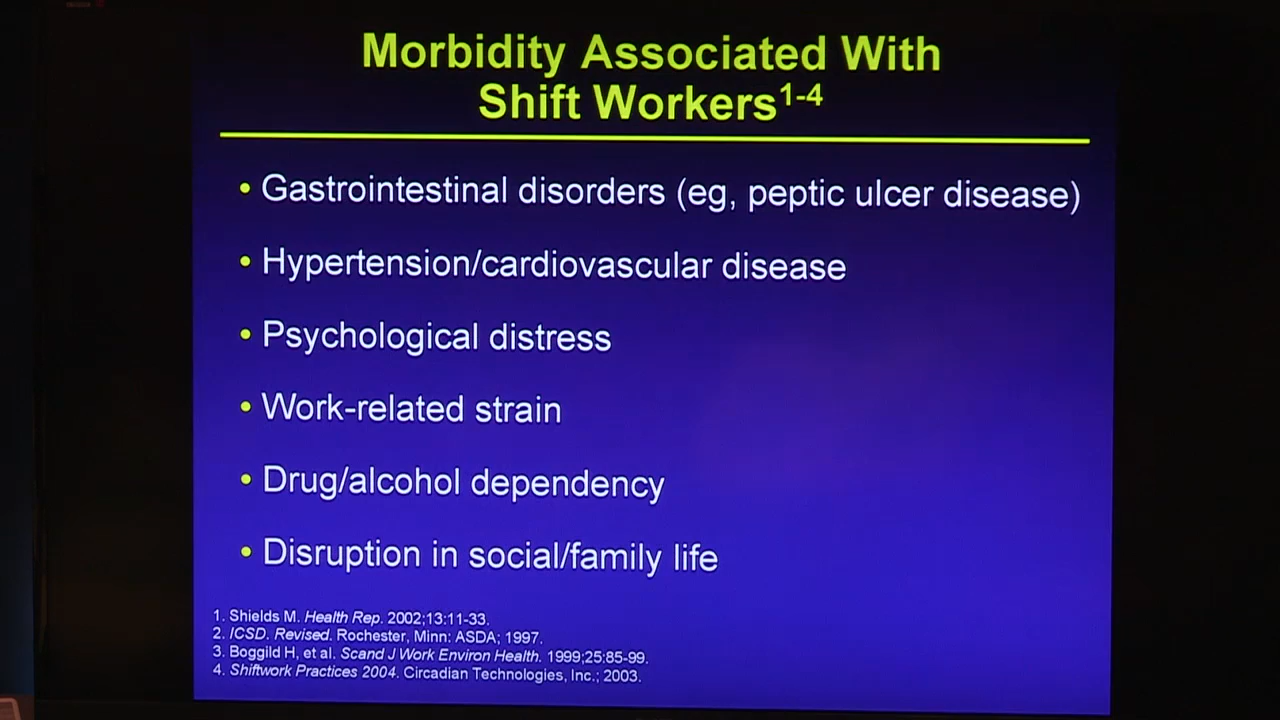 Morbidity Associated With
Shift Workers1-4
• Gastrointestinal disorders (eg, peptic ulcer disease)
• Hypertension/cardiovascular disease
• Psychological distress
• Work-related strain
• Drug/alcohol dependency
• Disruption in social/family life
1. Shields M. Health Rep. 2002;13:11-33.
2. ICSD. Revised. Rochester, Minn: ASDA; 1997.
3. Boggild H, et al. Scand J Work Environ Health. 1999;25:85-99.
4. Shiftwork Practices 2004. Circadian Technologies, Inc.; 2003.